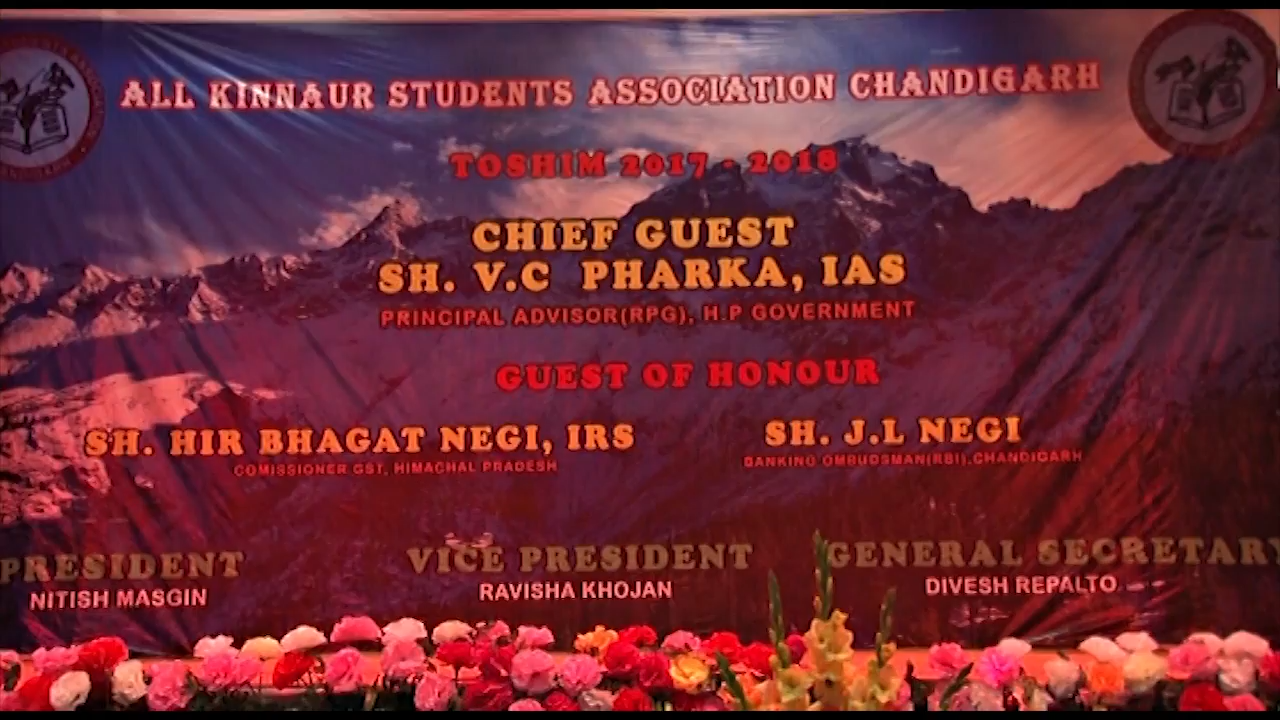 ALL KINNAUR STUDENTS ASSOCIATION CHANDIGARH
TOSHIM 2017 - 2018
CHIEF GUEST
SH. V.C PHARKA, IAS
PRINCIPAL ADVISOR(RPG), H.P GOVERNMENT
GUEST OF HONOUR
SH. HIR BHAGAT NEGI, IRS
COMISSIONER GST, HIMACHAL PRADESH
SH. J.L NEGI
BANKING OMBUDSMAN(RBI),CHANDIGARH
PRESIDENT
NITISH MASGIN
VICE PRESIDENT
RAVISHA KHOJAN
GENERAL SECRETARY
DIVESH REPALTO